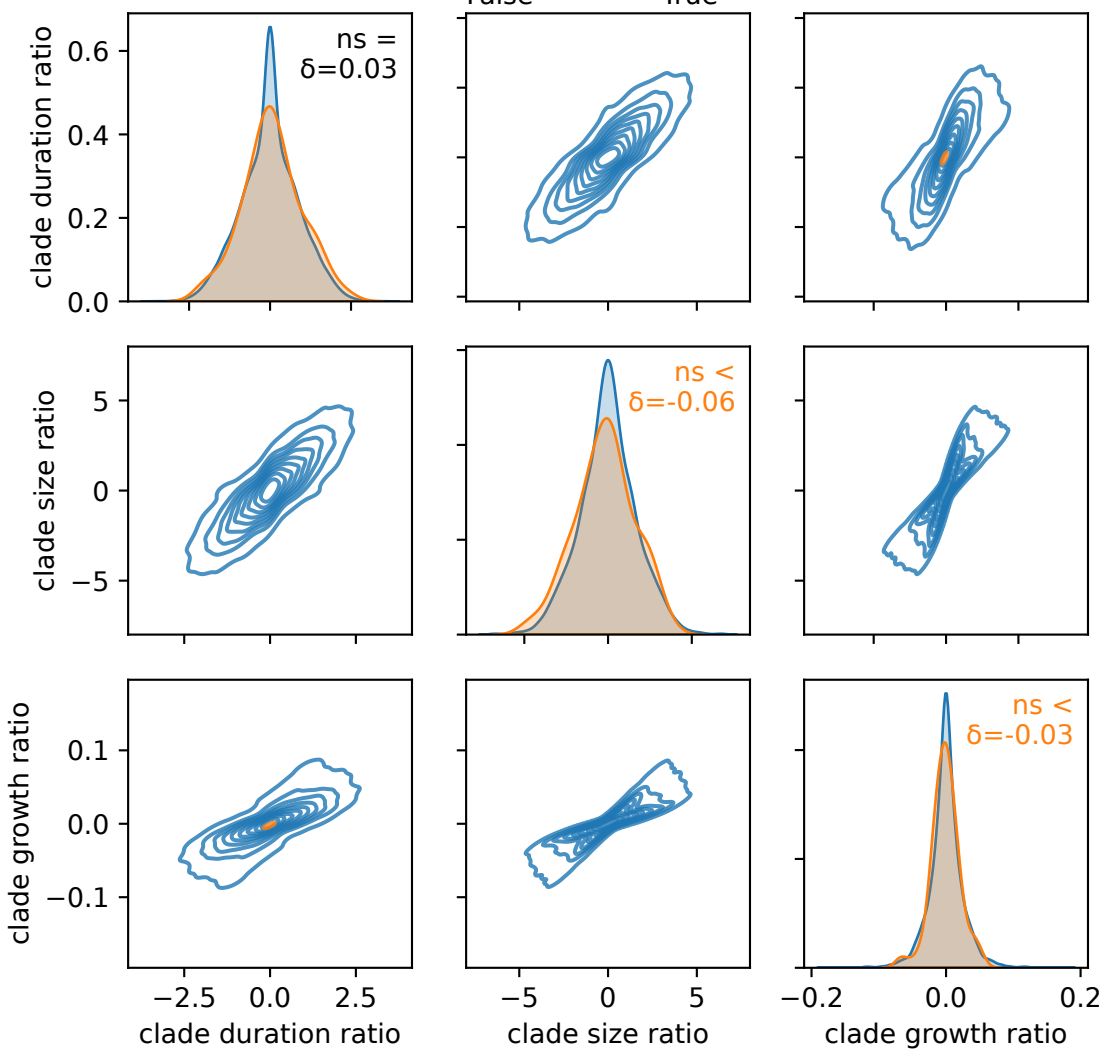 True
clade duration ratio
0.6
0.4
0.2
0.0
ns =
δ=0.03
clade size ratio
5
0
−5
ns <
δ=-0.06
clade growth ratio
0.1
0.0
−0.1
ns <
δ=-0.03
−2.5 0.0 2.5
−5 0 5
−0.2 0.0 0.2
clade duration ratio
clade size ratio
clade growth ratio